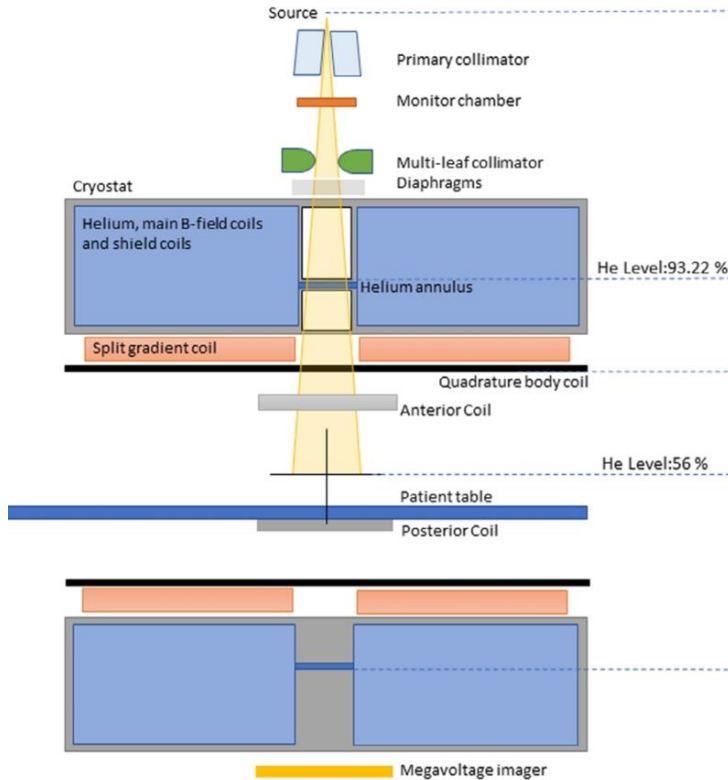 Source
Primary collimator
Monitor chamber
Multi-leaf collimator
Diaphragms
Cryostat
Helium, main B-field coils
and shield coils
He Level:93.22 %
Helium annulus
Split gradient coil
Quadrature body coil
Anterior Coil
He Level:56 %
Patient table
Posterior Coil
Megavoltage imager